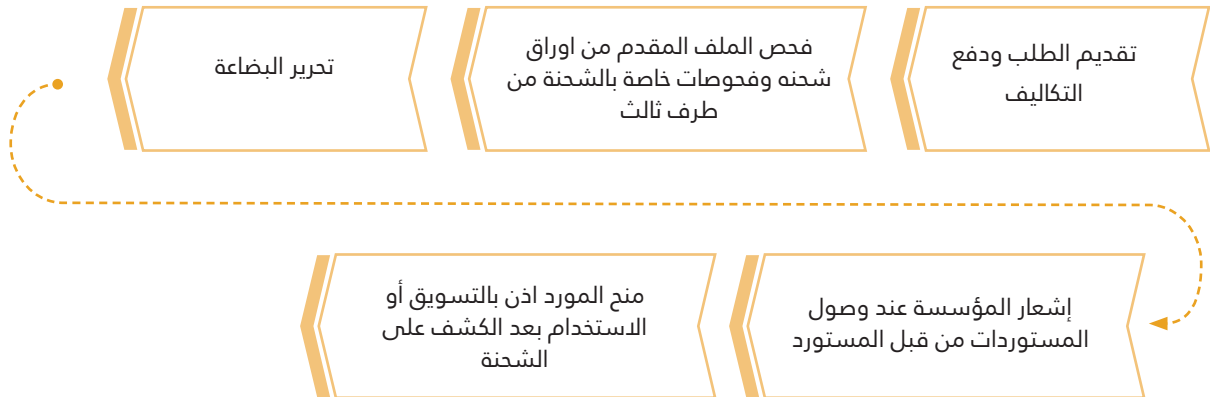 تقديم الطلب ودفع
التكاليف
فحص الملف المقدم من اوراق
شحنه وفحوصات خاصة بالشحنة من
طرف ثالث
تحرير البضاعة
إشعار المؤسسة عند وصول
المستوردات من قبل المستورد
منح المورد اذن بالتسويق أو
الاستخدام بعد الكشف على
الشحنة